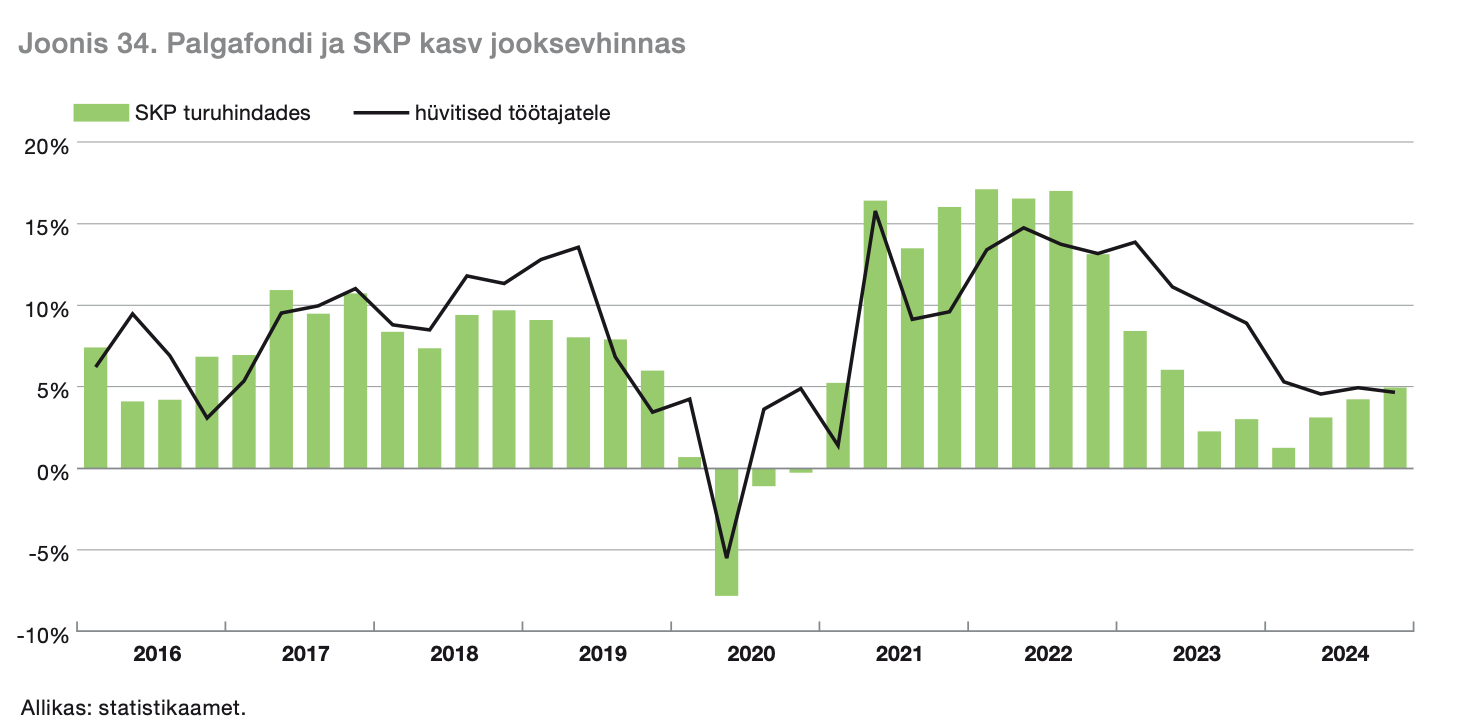 Joonis 34. Palgafondi ja SKP kasv jooksevhinnas
SKP turuhindades hüvitised töötajatele
20%
15%
10%
5%
0%
-5%
-10%
2016 2017 2018 2019 2020 2021 2022 2023 2024
Allikas: statistikaamet.